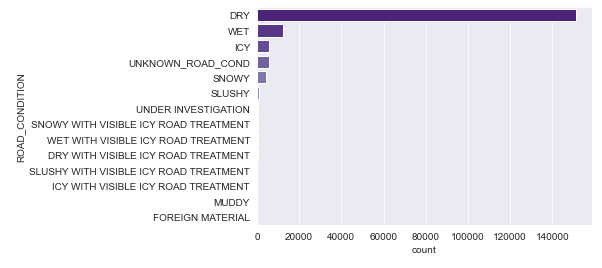 ROAD_CONDITION
DRY
WET
ICY
UNKNOWN_ROAD_COND
SNOWY
SLUSHY
UNDER INVESTIGATION
SNOWY WITH VISIBLE ICY ROAD TREATMENT
WET WITH VISIBLE ICY ROAD TREATMENT
DRY WITH VISIBLE ICY ROAD TREATMENT
SLUSHY WITH VISIBLE ICY ROAD TREATMENT
ICY WITH VISIBLE ICY ROAD TREATMENT
MUDDY
FOREIGN MATERIAL
0 20000 40000 60000 80000 100000 120000 140000
count